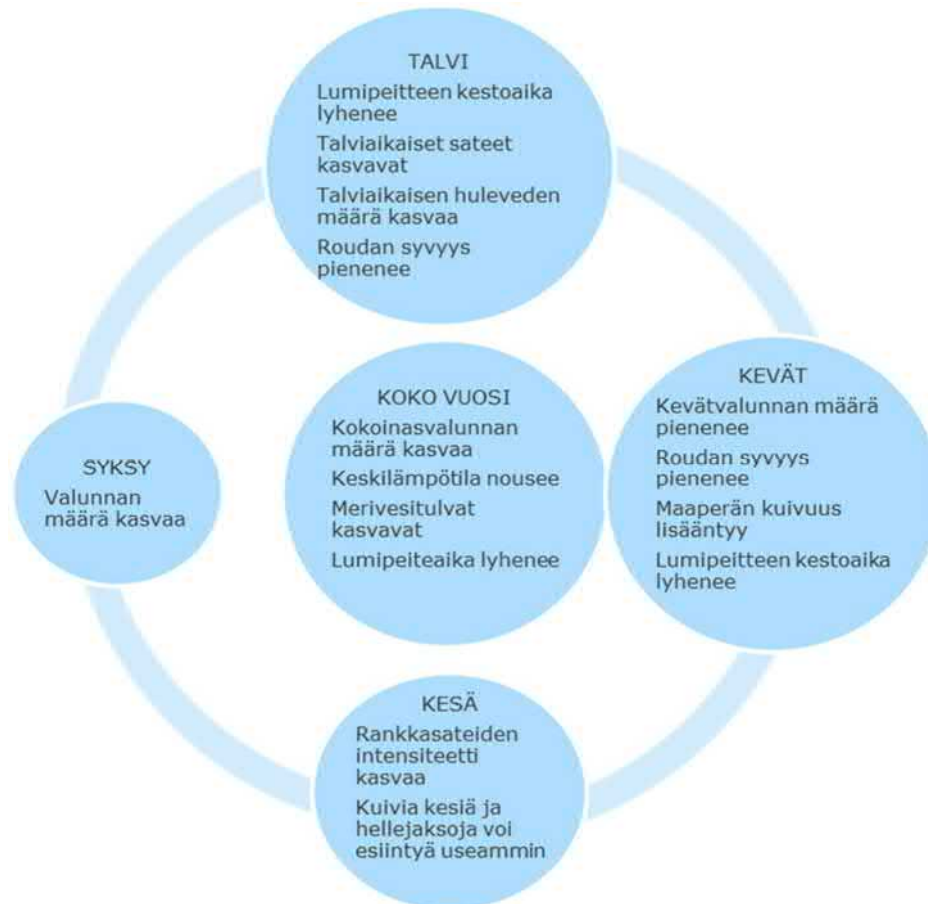 TALVI
Lumipeitteen kestoaika
lyhenee
Talviaikaiset sateet
kasvavat
Talviaikaisen huleveden
määrä kasvaa
Roudan syvyys
pienenee
KEVÄT
Kevätvalunnan määrä
pienenee
Roudan syvyys
pienenee
Maaperän kuivuus
lisääntyy
Lumipeitteen kestoaika
lyhenee
KOKO VUOSI
Kokoinasvalunnan
määrä kasvaa
Keskilämpötila nousee
Merivesitulvat
kasvavat
Lumipeiteaika lyhenee
SYKSY
Valunnan
määrä kasvaa
KESÄ
Rankkasateiden
intensiteetti
kasvaa
Kuivia kesiä ja
hellejaksoja voi
esiintyä useammin